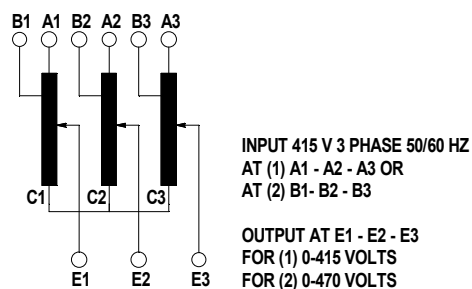 B1 A1 B2 A2 B3 A3
C1 C2 C3
E1 E2 E3
INPUT 415 V 3 PHASE 50/60 HZ
AT (1) A1 - A2 - A3 OR
AT (2) B1- B2 - B3
OUTPUT AT E1 - E2 - E3
FOR (1) 0-415 VOLTS
FOR (2) 0-470 VOLTS